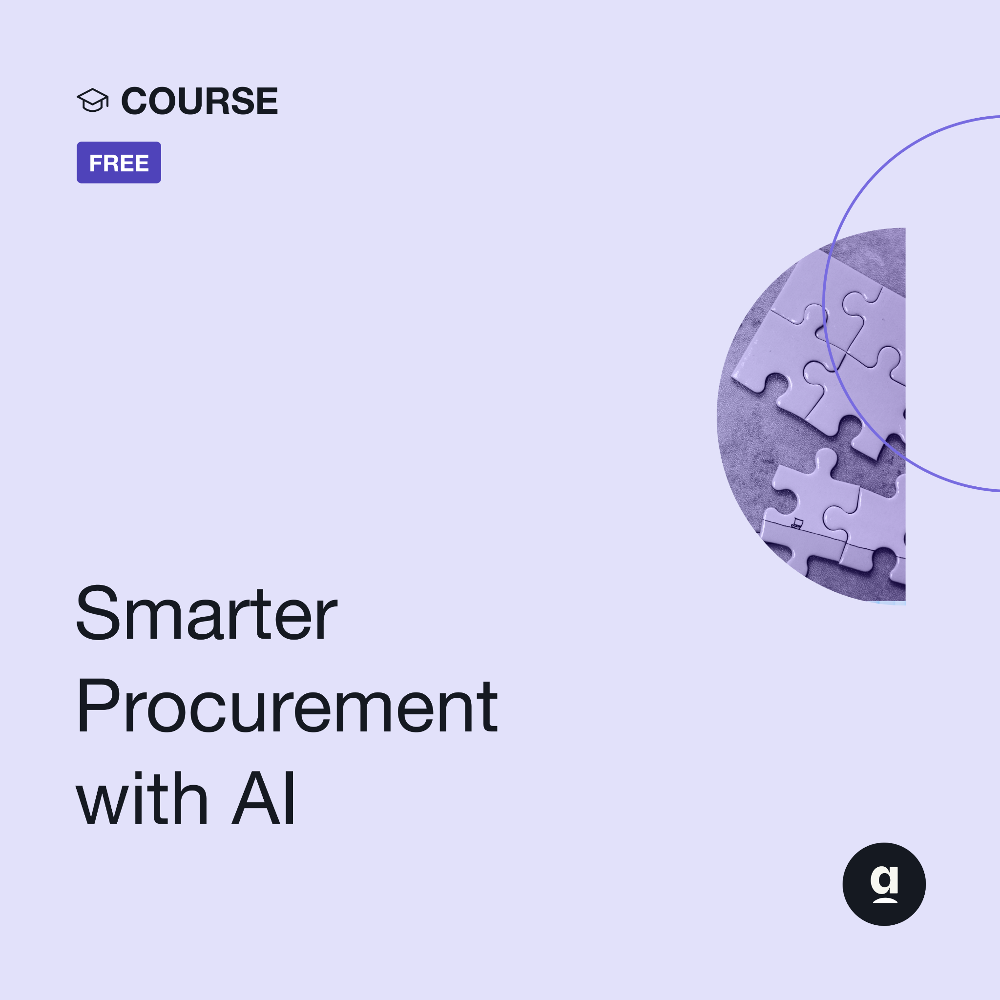 COURSE
FREE
Smarter
Procurement
with AI
a